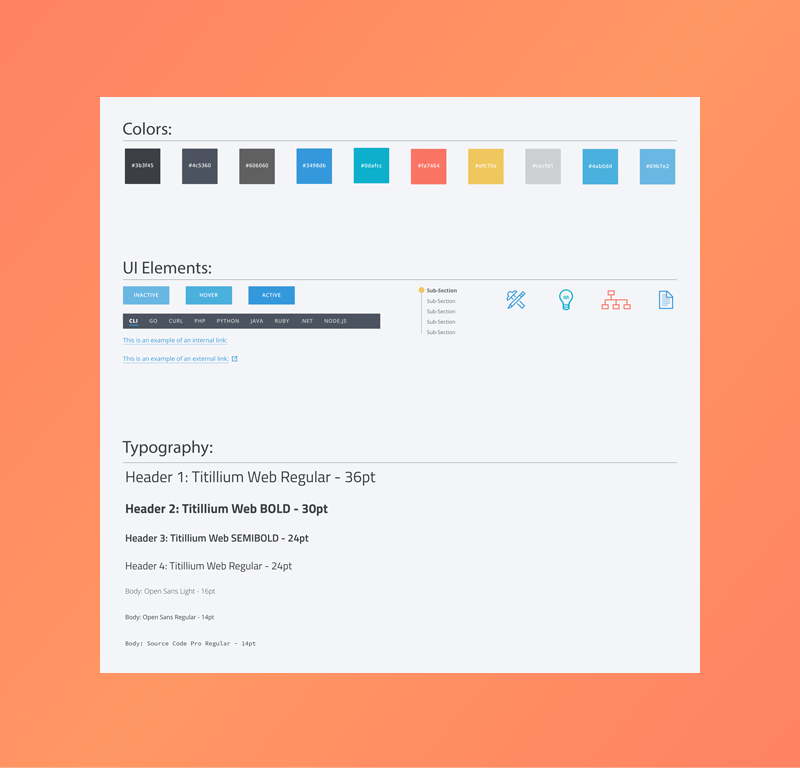 Colors:
#3b3f45 #4c5360 #606060 #3498db #0dafcc #fa7464 #4ab0dd #69b7e2
UI Elements:
INACTIVE HOVER ACTIVE
CLI GO CURL PHP PYTHON JAVA RUBY .NET NODE.JS
This is an example of an internal link:
This is an example of an external link:
Sub-Section
Sub-Section
Sub-Section
Sub-Section
Sub-Section
Typography:
Header 1: Titillium Web Regular - 36pt
Header 2: Titillium Web BOLD - 30pt
Header 3: Titillium Web SEMIBOLD - 24pt
Header 4: Titillium Web Regular - 24pt
Body: Open Sans Light - 16pt
Body: Open Sans Regular - 14pt
Body: Source Code Pro Regular - 14pt